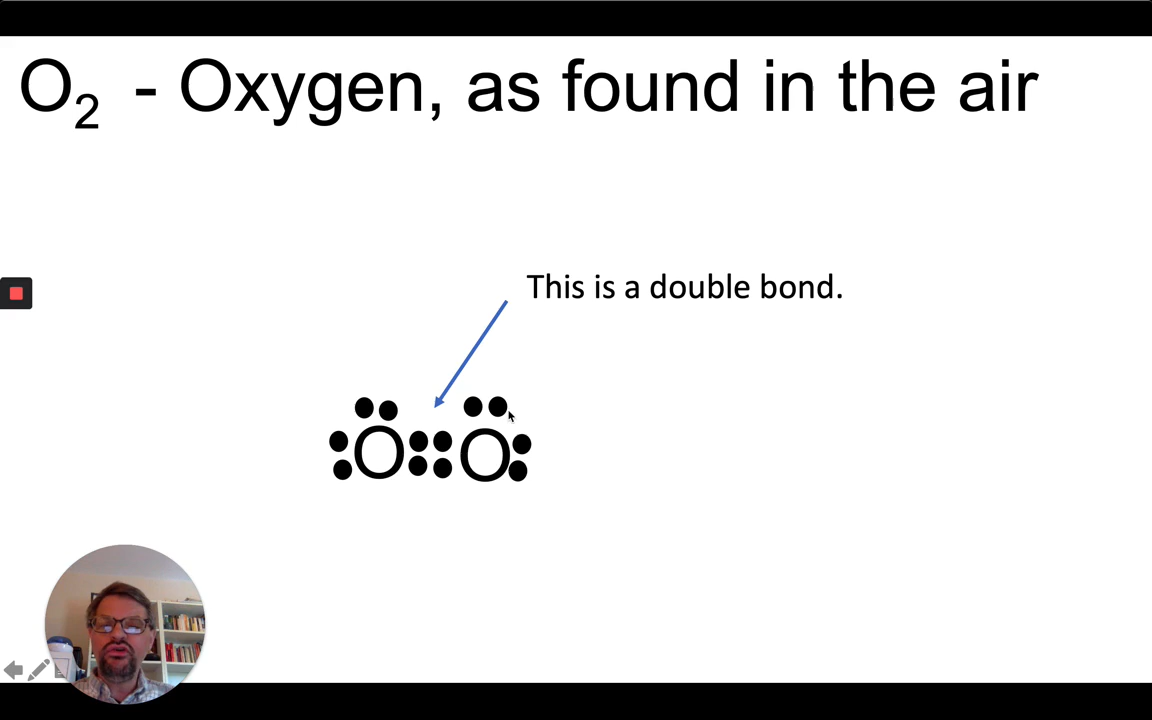 O₂ - Oxygen, as found in the air
This is a double bond.
O O